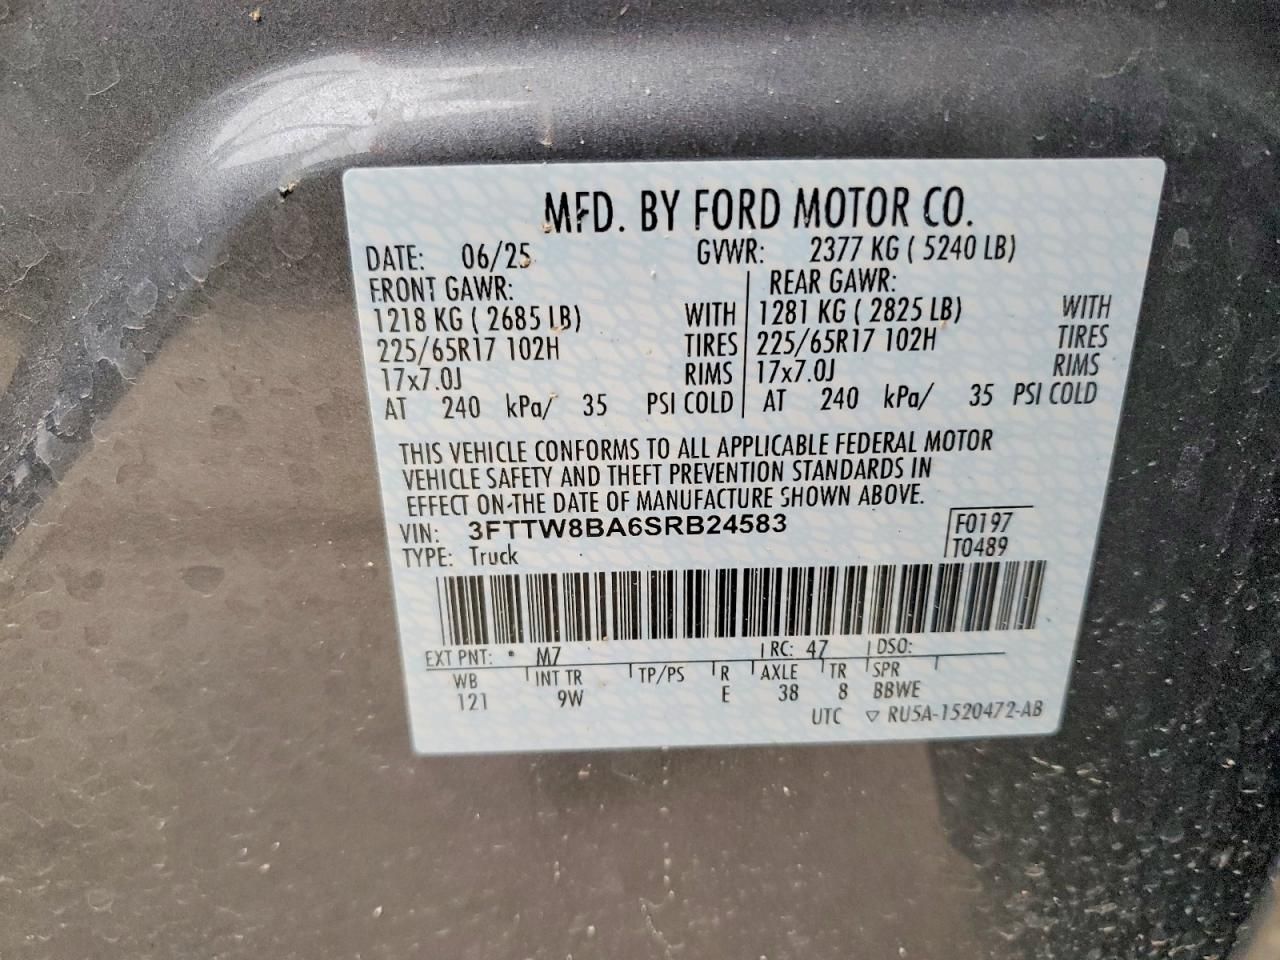 MFD. BY FORD MOTOR CO.
DATE: 06/25 GVWR: 2377 KG ( 5240 LB)
FRONT GAWR: REAR GAWR:
1218 KG ( 2685 LB) WITH 1281 KG ( 2825 LB) WITH
225/65R17 102H TIRES 225/65R17 102H TIRES
17x7.0J RIMS 17x7.0J RIMS
AT 240 kPa/ 35 PSI COLD AT 240 kPa/ 35 PSI COLD
THIS VEHICLE CONFORMS TO ALL APPLICABLE FEDERAL MOTOR
VEHICLE SAFETY AND THEFT PREVENTION STANDARDS IN
EFFECT ON THE DATE OF MANUFACTURE SHOWN ABOVE.
VIN: 3FTTW8BA6SRB24583 F0197
TYPE: Truck T0489
EXT PNT: * M7 RC: 47 DSO:
WB INT TR TP/PS R AXLE TR SPR
121 9W E 38 8 BBWE
UTC ▽ RU5A-1520472-AB